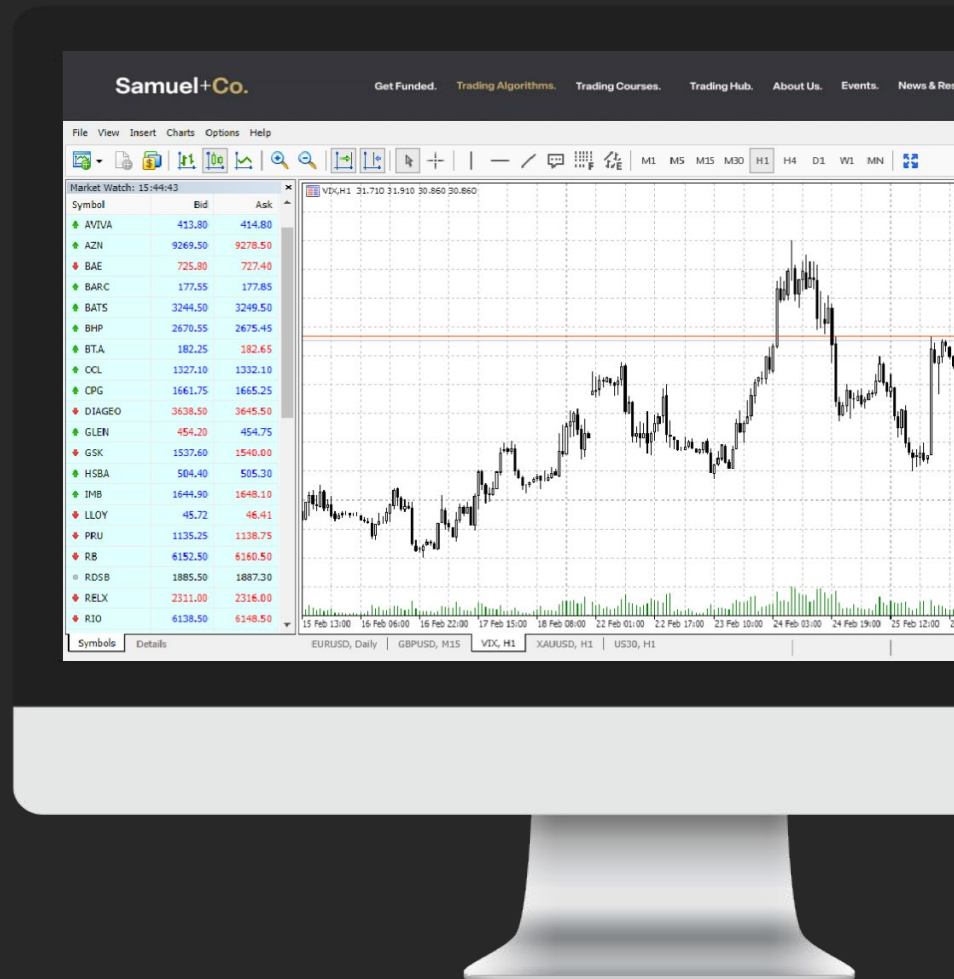 Samuel+Co.
Get Funded. Trading Algorithms. Trading Courses. Trading Hub. About Us. Events. News & Res
File View Insert Charts Options Help
F E M1 M5 M15 M30 H1 H4 D1 W1 MN
Market Watch: 15:44:43
VIX,H1 31.710 31.910 30.860 30.860
Symbol Bid Ask
AVIVA 413.80 414.80
AZN 9269.50 9278.50
BAE 725.80 727.40
BARC 177.55 177.85
BATS 3244.50 3249.50
BHP 2670.55 2675.45
BT.A 182.25 182.65
CCL 1327.10 1332.10
CPG 1661.75 1665.25
DIAGEO 3638.50 3645.50
GLEN 454.20 454.75
GSK 1537.60 1540.00
HSBA 504.40 505.30
IMB 1644.90 1648.10
LLOY 45.72 46.41
PRU 1135.25 1138.75
RB 6152.50 6160.50
RDSB 1885.50 1887.30
RELX 2311.00 2316.00
RIO 6138.50 6148.50
15 Feb 13:00 16 Feb 06:00 16 Feb 22:00 17 Feb 15:00 18 Feb 08:00 22 Feb 01:00 22 Feb 17:00 23 Feb 10:00 24 Feb 03:00 24 Feb 19:00 25 Feb 12:00 2
Symbols Details
EURUSD, Daily GBPUSD, M15 VIX, H1 XAUUSD, H1 US30, H1